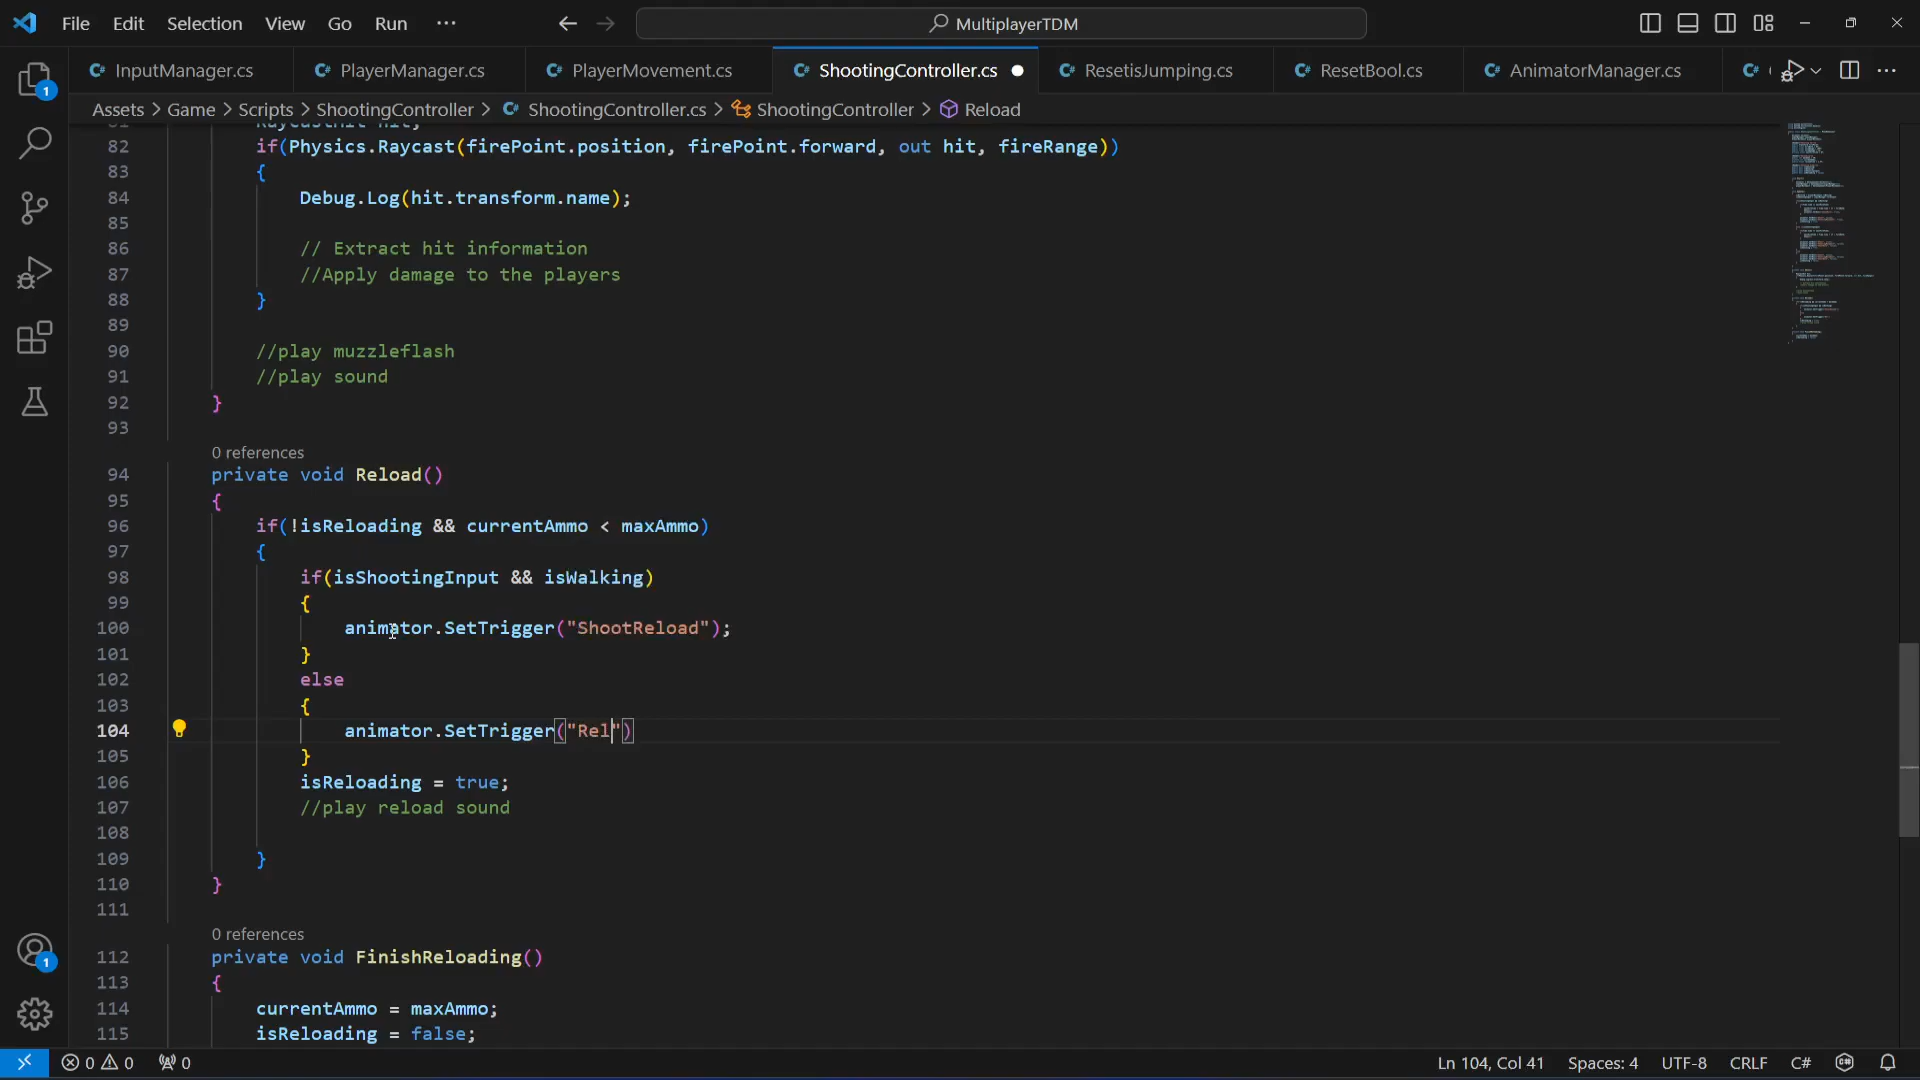 File Edit Selection View Go Run ··· MultiplayerTDM
InputManager.cs PlayerManager.cs PlayerMovement.cs ShootingController.cs ResetisJumping.cs ResetBool.cs AnimatorManager.cs
Assets > Game > Scripts > ShootingController > ShootingController.cs > ShootingController > Reload
82 if(Physics.Raycast(firePoint.position, firePoint.forward, out hit, fireRange))
83 {
84 Debug.Log(hit.transform.name);
85
86 // Extract hit information
87 //Apply damage to the players
88 }
89
90 //play muzzleflash
91 //play sound
92 }
93
0 references
94 private void Reload()
95 {
96 if(!isReloading && currentAmmo < maxAmmo)
97 {
98 if(isShootingInput && isWalking)
99 {
100 animator.SetTrigger("ShootReload");
101 }
102 else
103 {
104 animator.SetTrigger("Rel")
105 }
106 isReloading = true;
107 //play reload sound
108
109 }
110 }
111
0 references
112 private void FinishReloading()
113 {
114 currentAmmo = maxAmmo;
115 isReloading = false;
1
1
0 0 0 Ln 104, Col 41 Spaces: 4 UTF-8 CRLF C#